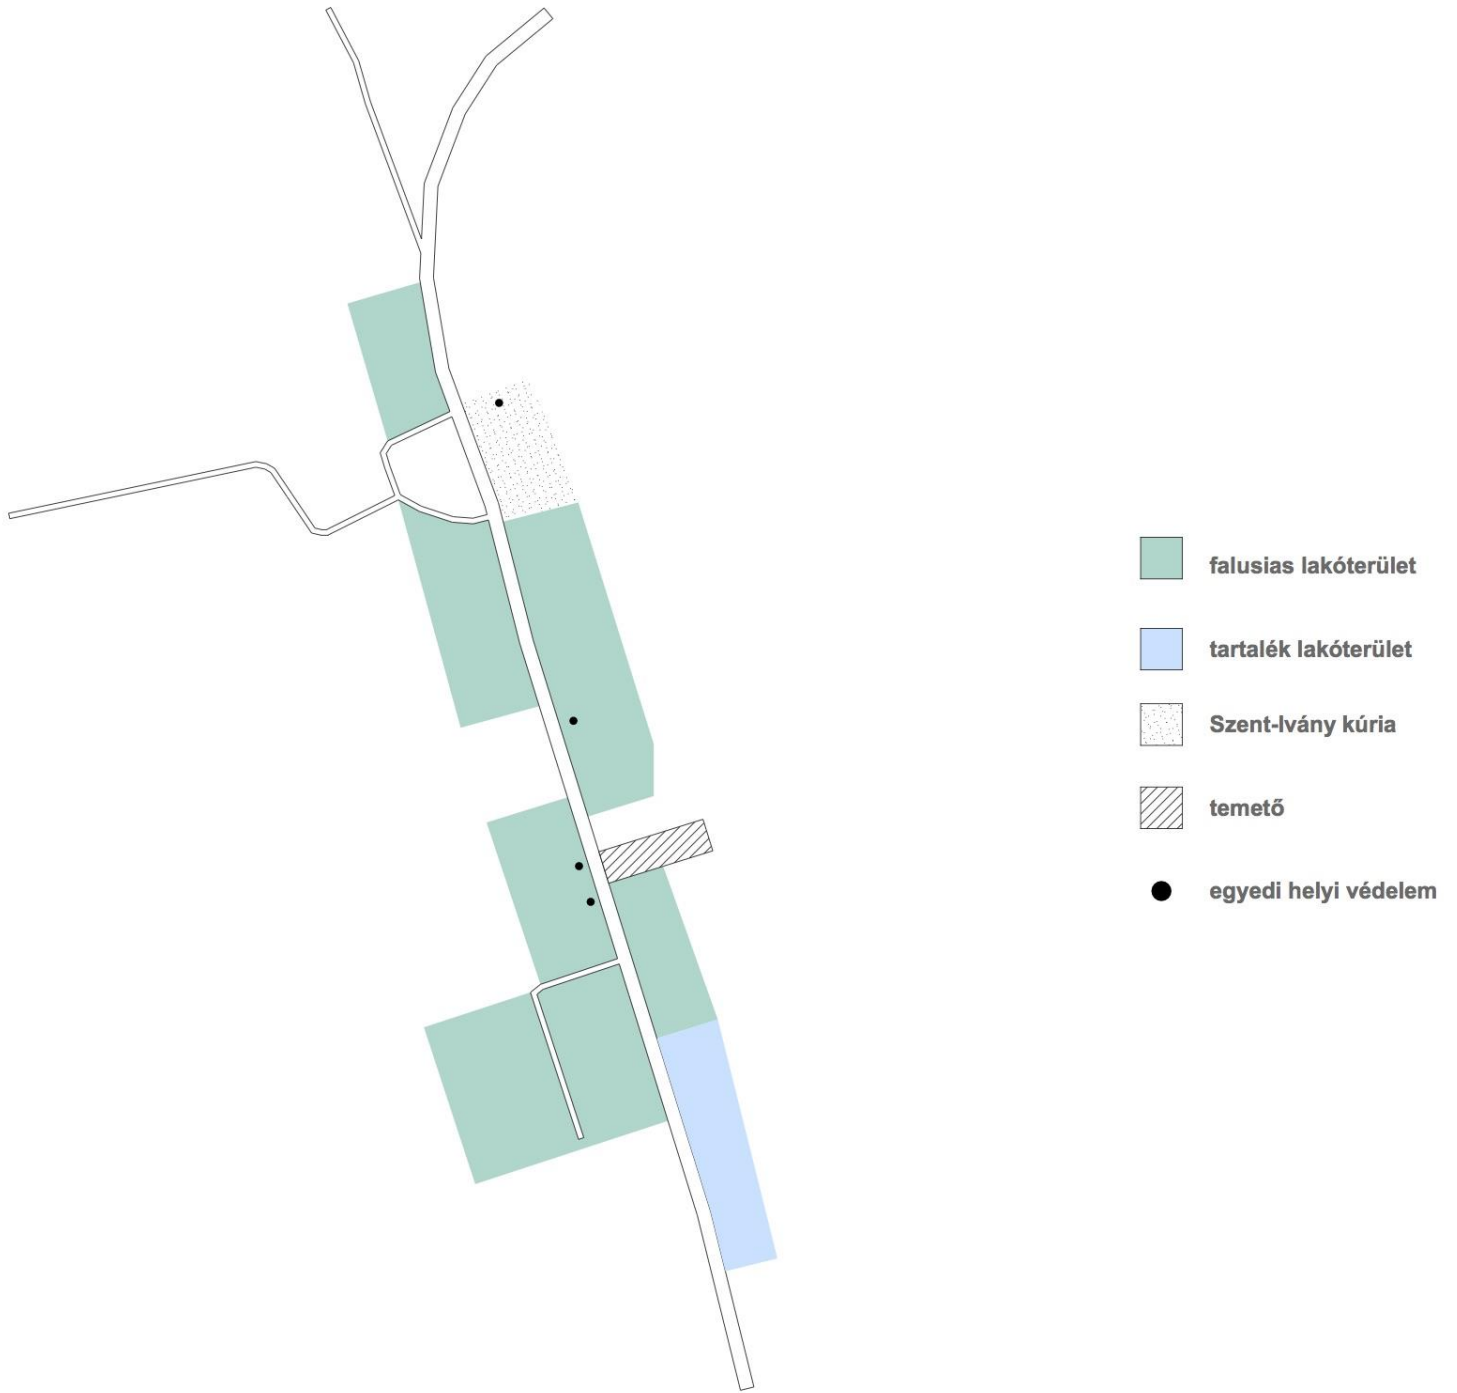 falusias lakóterület
tartalék lakóterület
Szent-Ivány kúria
temető
egyedi helyi védelem